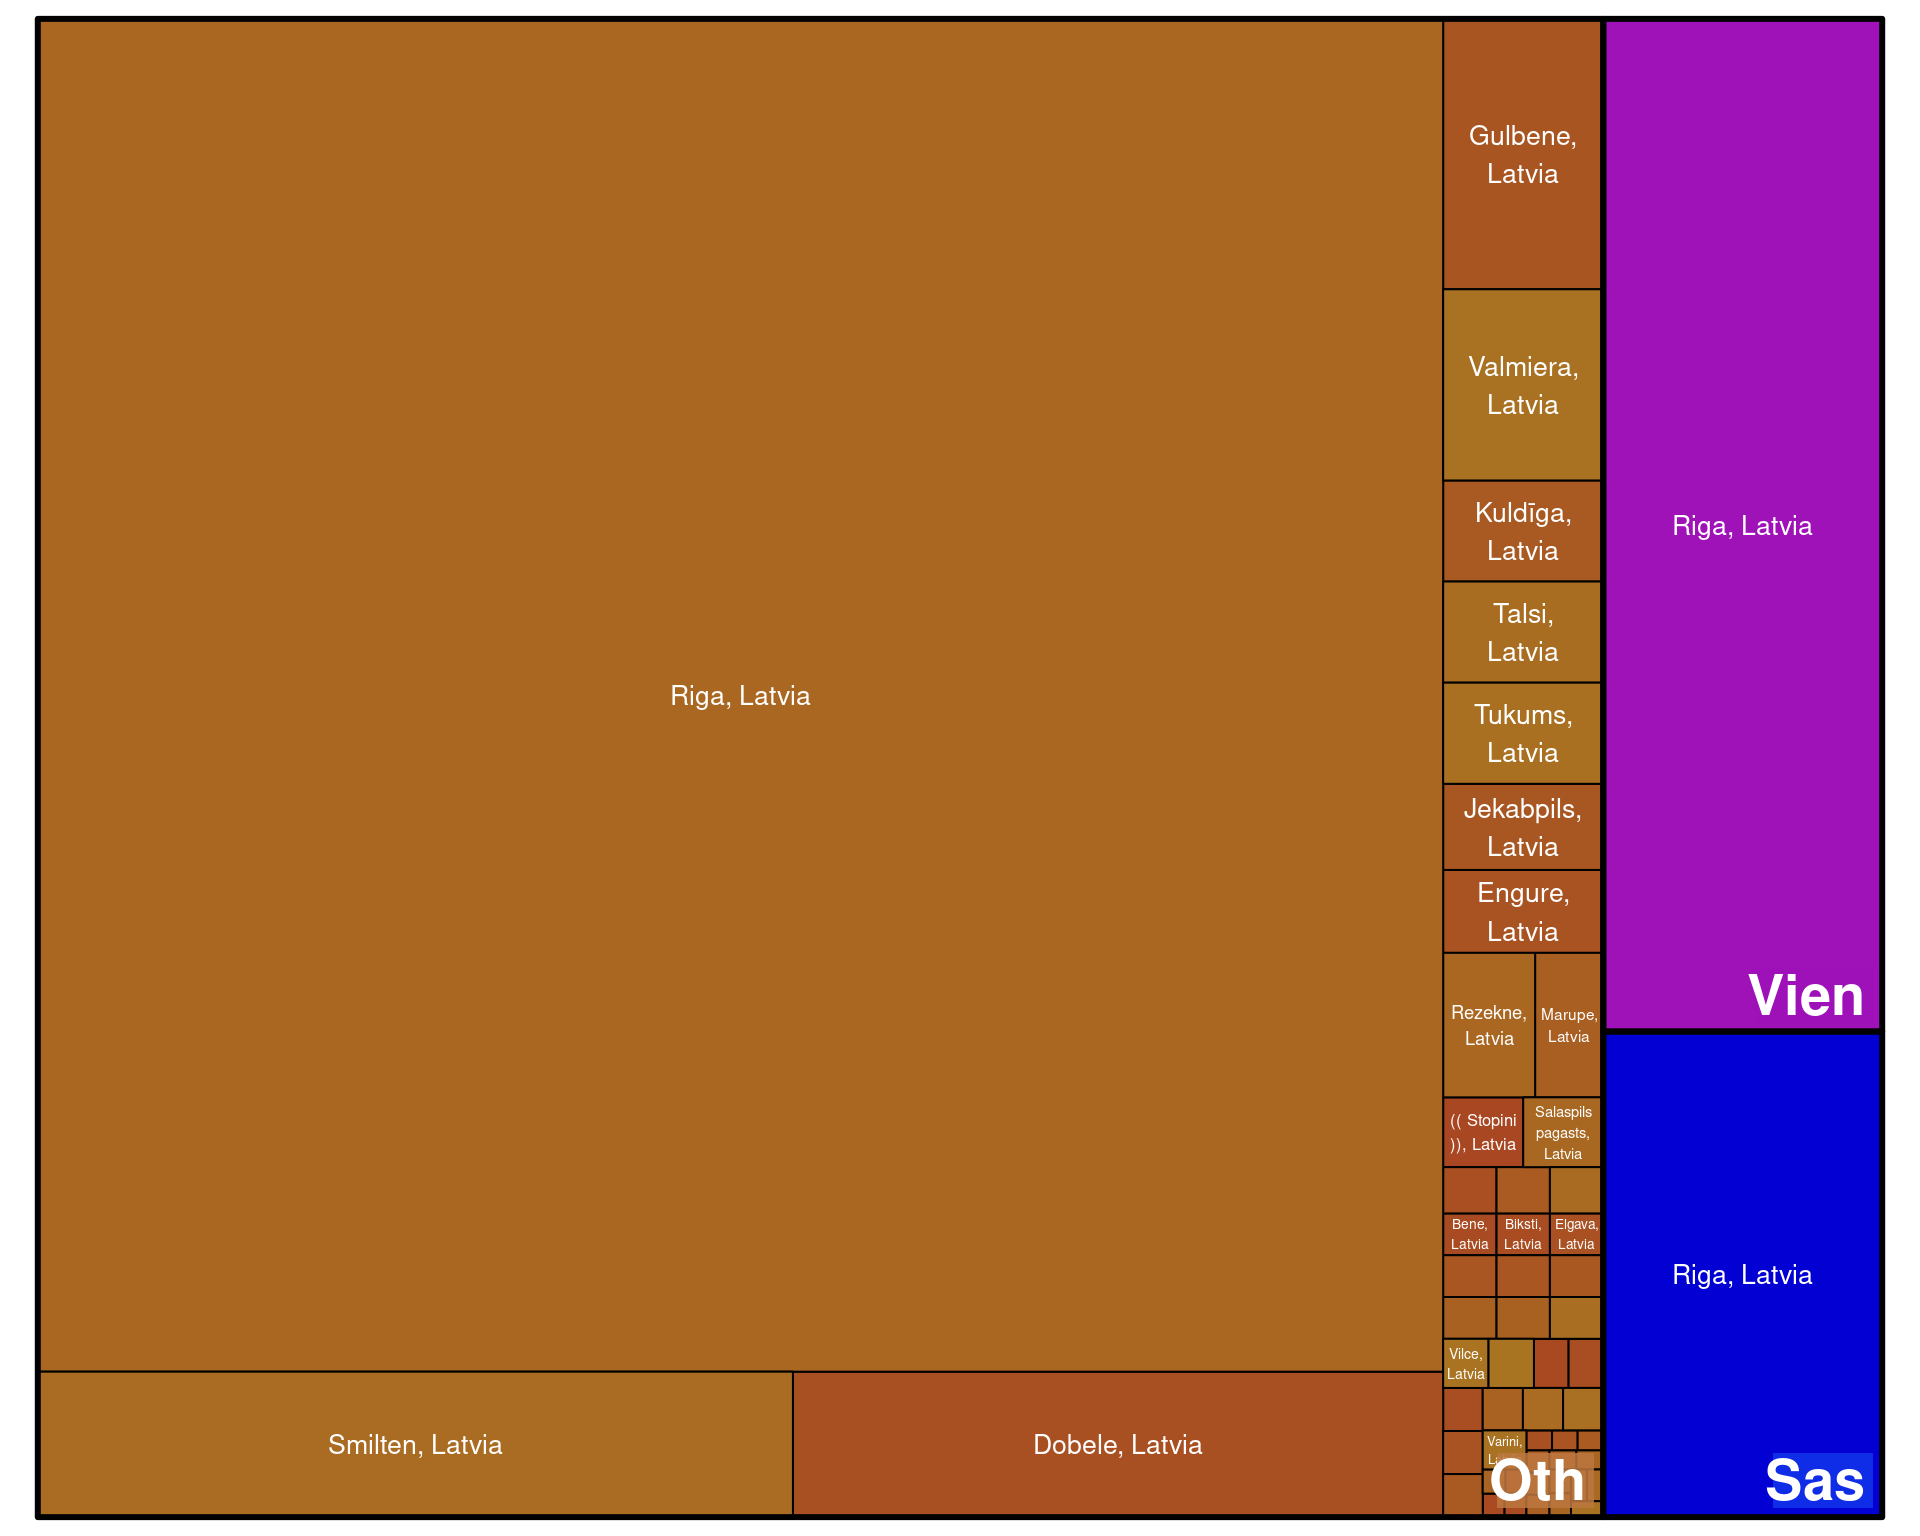 Riga, Latvia
Smilten, Latvia
Dobele, Latvia
Gulbene,
Latvia
Valmiera,
Latvia
Kuldīga,
Latvia
Talsi,
Latvia
Tukums,
Latvia
Jekabpils,
Latvia
Engure,
Latvia
Rezekne,
Latvia
Marupe,
Latvia
(( Stopini
)), Latvia
Salaspils
pagasts,
Latvia
Bene,
Latvia
Biksti,
Latvia
Elgava,
Latvia
Vilce,
Latvia
Varini,
Oth
Riga, Latvia
Vien
Riga, Latvia
Sas